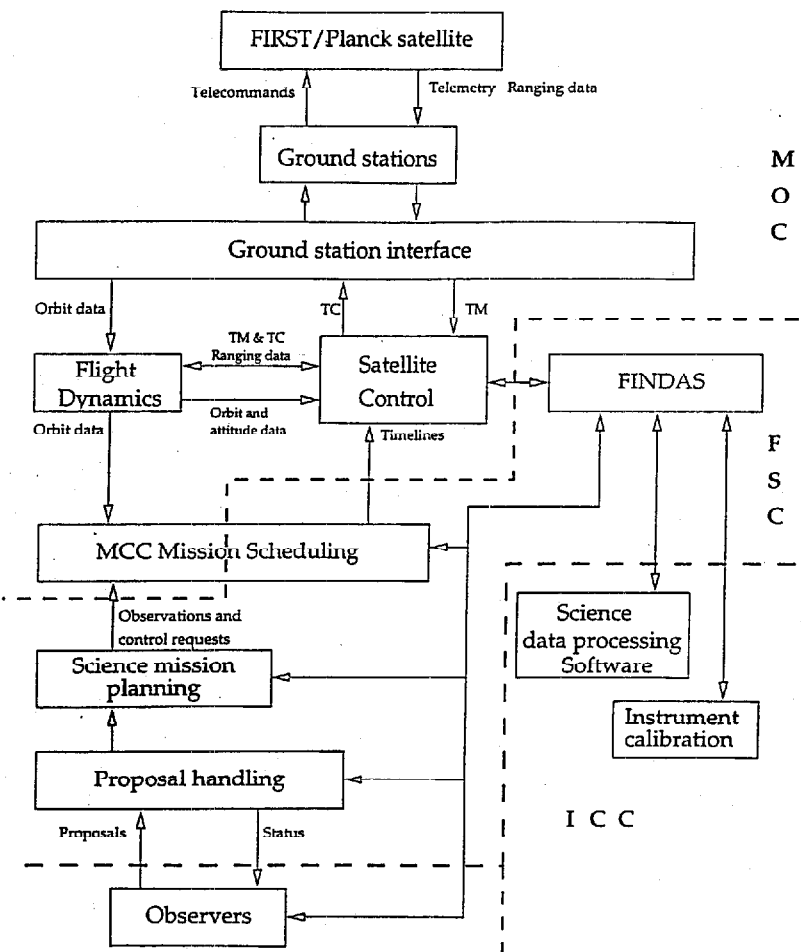 FIRST/Planck satellite
Telecommands
Telemetry Ranging data
Ground stations
M
O
C
Ground station interface
Orbit data
TC
TM
TM & TC
Ranging data
Flight
Dynamics
Satellite
Control
FINDAS
Orbit and
attitude data
Orbit data
Timelines
F
S
C
MCC Mission Scheduling
Observations and
control requests
Science mission
planning
Science
data processing
Software
Instrument
calibration
Proposal handling
Proposals
Status
I C C
Observers